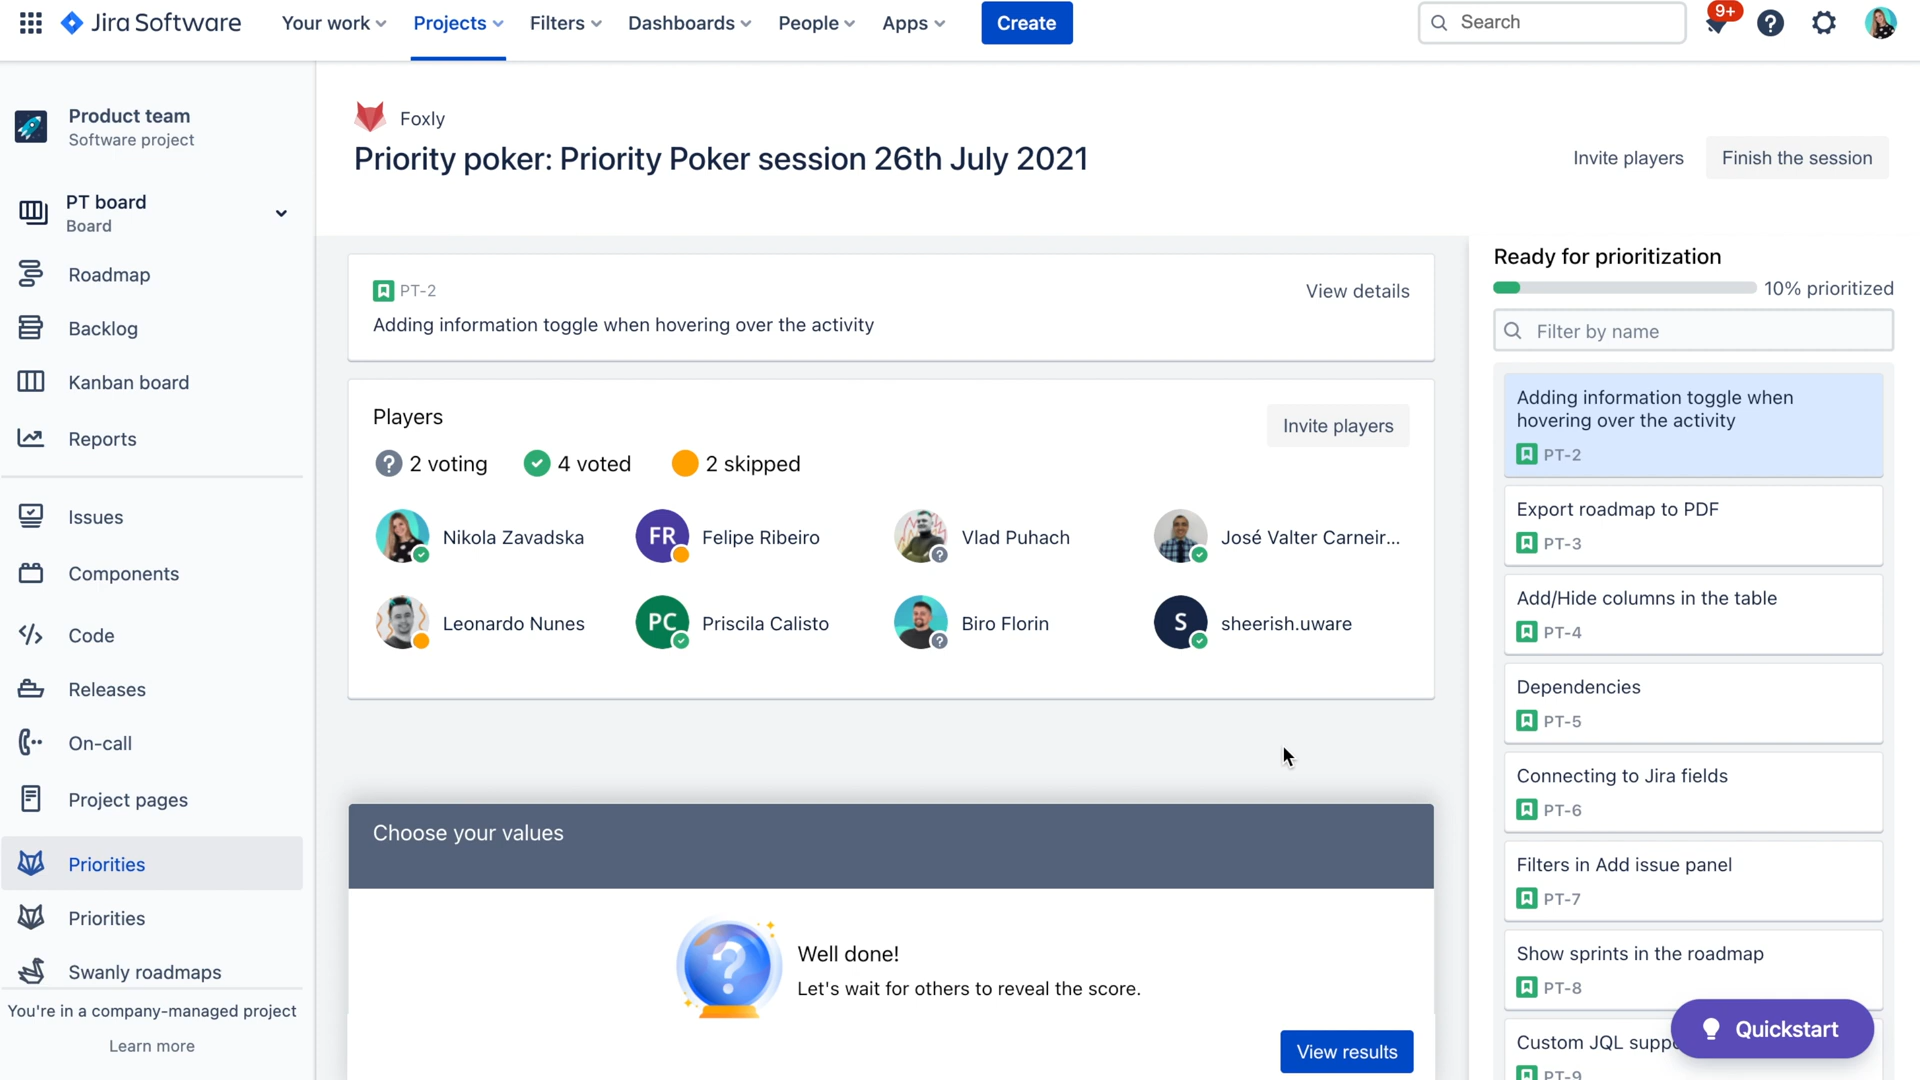 Jira Software
Your work
Projects
Filters
Dashboards
People
Apps
Create
Search
9+
Product team
Software project
PT board
Board
Roadmap
Backlog
Kanban board
Reports
Issues
Components
Code
Releases
On-call
Project pages
Priorities
Priorities
Swanly roadmaps
You're in a company-managed project
Learn more
Foxly
Priority poker: Priority Poker session 26th July 2021
Invite players
Finish the session
PT-2
View details
Adding information toggle when hovering over the activity
Players
Invite players
? 2 voting
4 voted
2 skipped
Nikola Zavadska
FR Felipe Ribeiro
? Vlad Puhach
José Valter Carneir...
Leonardo Nunes
PC Priscila Calisto
? Biro Florin
S sheerish.uware
Choose your values
?
Well done!
Let's wait for others to reveal the score.
View results
Ready for prioritization
10% prioritized
Filter by name
Adding information toggle when
hovering over the activity
PT-2
Export roadmap to PDF
PT-3
Add/Hide columns in the table
PT-4
Dependencies
PT-5
Connecting to Jira fields
PT-6
Filters in Add issue panel
PT-7
Show sprints in the roadmap
PT-8
Custom JQL
PT-9
Quickstart